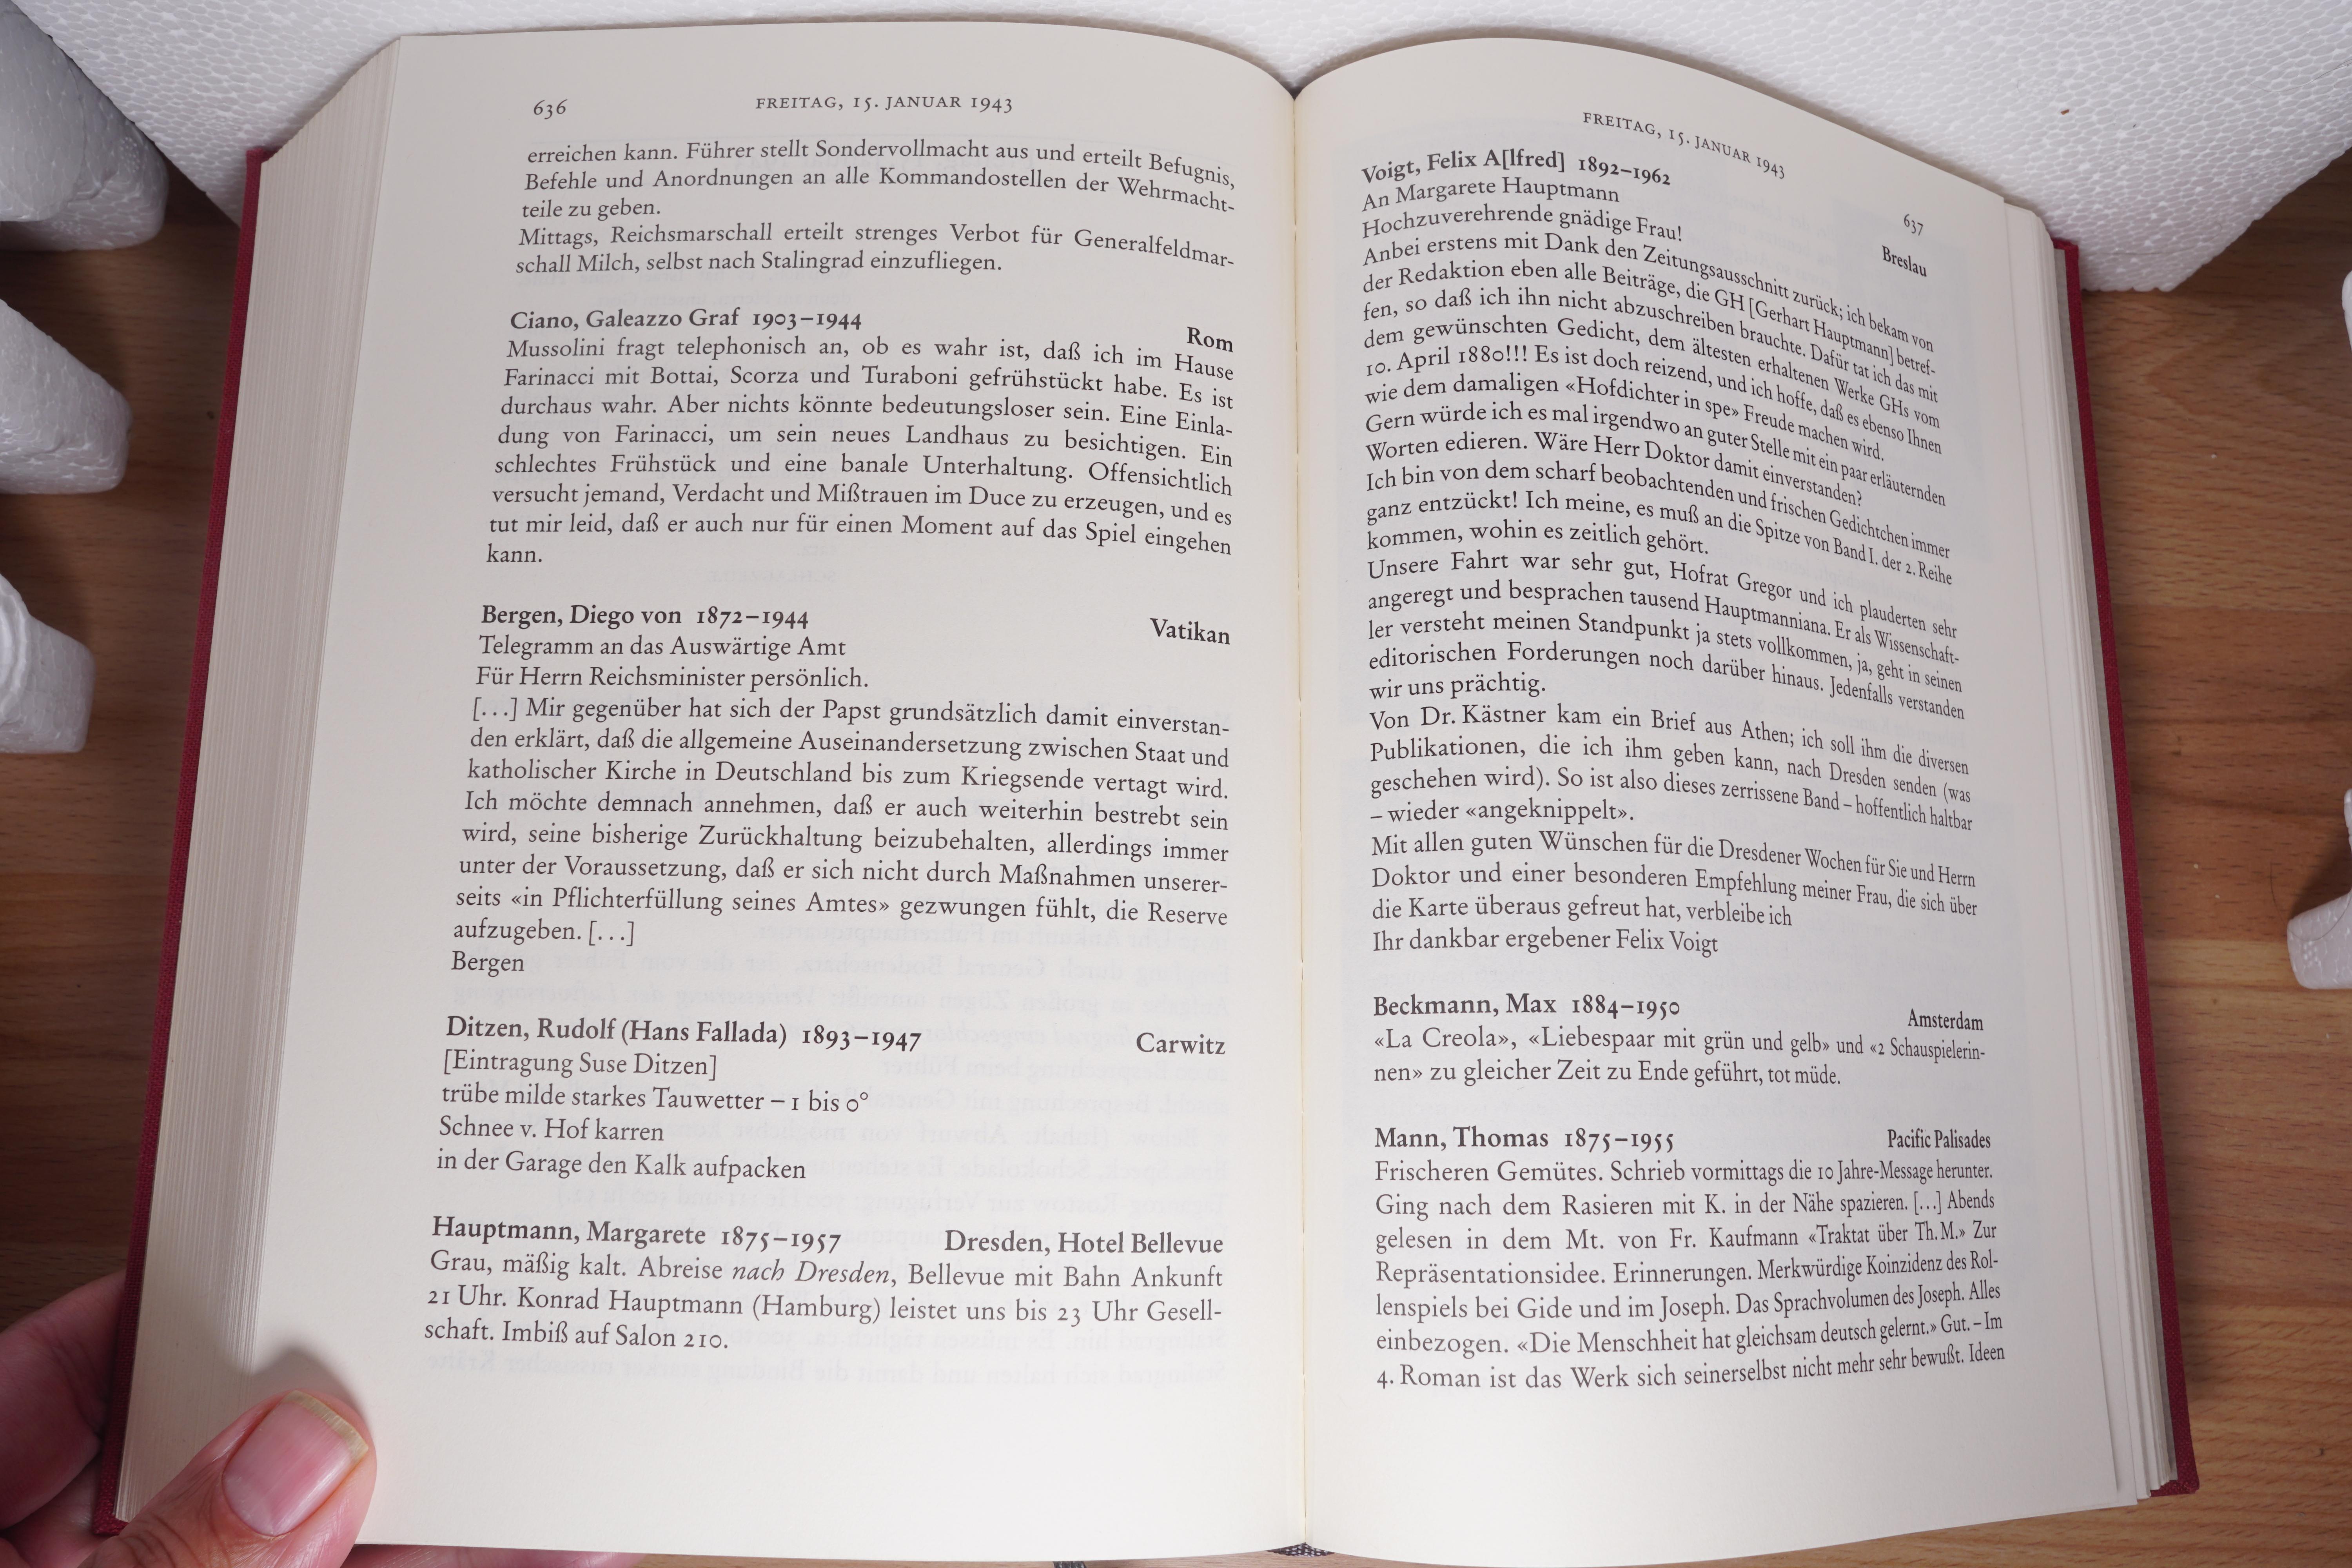 636
FREITAG, 15. JANUAR 1943
erreichen kann. Führer stellt Sondervollmacht aus und erteilt Befugnis,
Befehle und Anordnungen an alle Kommandostellen der Wehrmacht-
teile zu geben.
Mittags, Reichsmarschall erteilt strenges Verbot für Generalfeldmar-
schall Milch, selbst nach Stalingrad einzufliegen.
Ciano, Galeazzo Graf 1903–1944
Rom
Mussolini fragt telephonisch an, ob es wahr ist, daß ich im Hause
Farinacci mit Bottai, Scorza und Turaboni gefrühstückt habe. Es ist
durchaus wahr. Aber nichts könnte bedeutungsloser sein. Eine Einla-
dung von Farinacci, um sein neues Landhaus zu besichtigen. Ein
schlechtes Frühstück und eine banale Unterhaltung. Offensichtlich
versucht jemand, Verdacht und Mißtrauen im Duce zu erzeugen, und es
tut mir leid, daß er auch nur für einen Moment auf das Spiel eingehen
kann.
Bergen, Diego von 1872–1944
Vatikan
Telegramm an das Auswärtige Amt
Für Herrn Reichsminister persönlich.
[…] Mir gegenüber hat sich der Papst grundsätzlich damit einverstan-
den erklärt, daß die allgemeine Auseinandersetzung zwischen Staat und
katholischer Kirche in Deutschland bis zum Kriegsende vertagt wird.
Ich möchte demnach annehmen, daß er auch weiterhin bestrebt sein
wird, seine bisherige Zurückhaltung beizubehalten, allerdings immer
unter der Voraussetzung, daß er sich nicht durch Maßnahmen unserer-
seits «in Pflichterfüllung seines Amtes» gezwungen fühlt, die Reserve
aufzugeben. […]
Bergen
Ditzen, Rudolf (Hans Fallada) 1893–1947
Carwitz
[Eintragung Suse Ditzen]
trübe milde starkes Tauwetter – 1 bis 0°
Schnee v. Hof karren
in der Garage den Kalk aufpacken
Hauptmann, Margarete 1875–1957
Dresden, Hotel Bellevue
Grau, mäßig kalt. Abreise nach Dresden, Bellevue mit Bahn Ankunft
21 Uhr. Konrad Hauptmann (Hamburg) leistet uns bis 23 Uhr Gesell-
schaft. Imbiß auf Salon 210.
FREITAG, 15. JANUAR 1943
637
Voigt, Felix A[lfred] 1892–1962
Breslau
An Margarete Hauptmann
Hochzuverehrende gnädige Frau!
Anbei erstens mit Dank den Zeitungsausschnitt zurück; ich bekam von
der Redaktion eben alle Beiträge, die GH [Gerhart Hauptmann] betref-
fen, so daß ich ihn nicht abzuschreiben brauchte. Dafür tat ich das mit
dem gewünschten Gedicht, dem ältesten erhaltenen Werke GHs vom
10. April 1880!!! Es ist doch reizend, und ich hoffe, daß es ebenso Ihnen
wie dem damaligen «Hofdichter in spe» Freude machen wird.
Gern würde ich es mal irgendwo an guter Stelle mit ein paar erläuternden
Worten edieren. Wäre Herr Doktor damit einverstanden?
Ich bin von dem scharf beobachtenden und frischen Gedichtchen immer
ganz entzückt! Ich meine, es muß an die Spitze von Band I. der 2. Reihe
kommen, wohin es zeitlich gehört.
Unsere Fahrt war sehr gut, Hofrat Gregor und ich plauderten sehr
angeregt und besprachen tausend Hauptmanniana. Er als Wissenschaft-
ler versteht meinen Standpunkt ja stets vollkommen, ja, geht in seinen
editorischen Forderungen noch darüber hinaus. Jedenfalls verstanden
wir uns prächtig.
Von Dr. Kästner kam ein Brief aus Athen; ich soll ihm die diversen
Publikationen, die ich ihm geben kann, nach Dresden senden (was
geschehen wird). So ist also dieses zerrissene Band – hoffentlich haltbar
– wieder «angeknippelt».
Mit allen guten Wünschen für die Dresdener Wochen für Sie und Herrn
Doktor und einer besonderen Empfehlung meiner Frau, die sich über
die Karte überaus gefreut hat, verbleibe ich
Ihr dankbar ergebener Felix Voigt
Beckmann, Max 1884–1950
Amsterdam
«La Creola», «Liebespaar mit grün und gelb» und «2 Schauspielerin-
nen» zu gleicher Zeit zu Ende geführt, tot müde.
Mann, Thomas 1875–1955
Pacific Palisades
Frischeren Gemütes. Schrieb vormittags die 10 Jahre-Message herunter.
Ging nach dem Rasieren mit K. in der Nähe spazieren. […] Abends
gelesen in dem Mt. von Fr. Kaufmann «Traktat über Th. M.» Zur
Repräsentationsidee. Erinnerungen. Merkwürdige Koinzidenz des Rol-
lenspiels bei Gide und im Joseph. Das Sprachvolumen des Joseph. Alles
einbezogen. «Die Menschheit hat gleichsam deutsch gelernt.» Gut. – Im
4. Roman ist das Werk sich seinerselbst nicht mehr sehr bewußt. Ideen